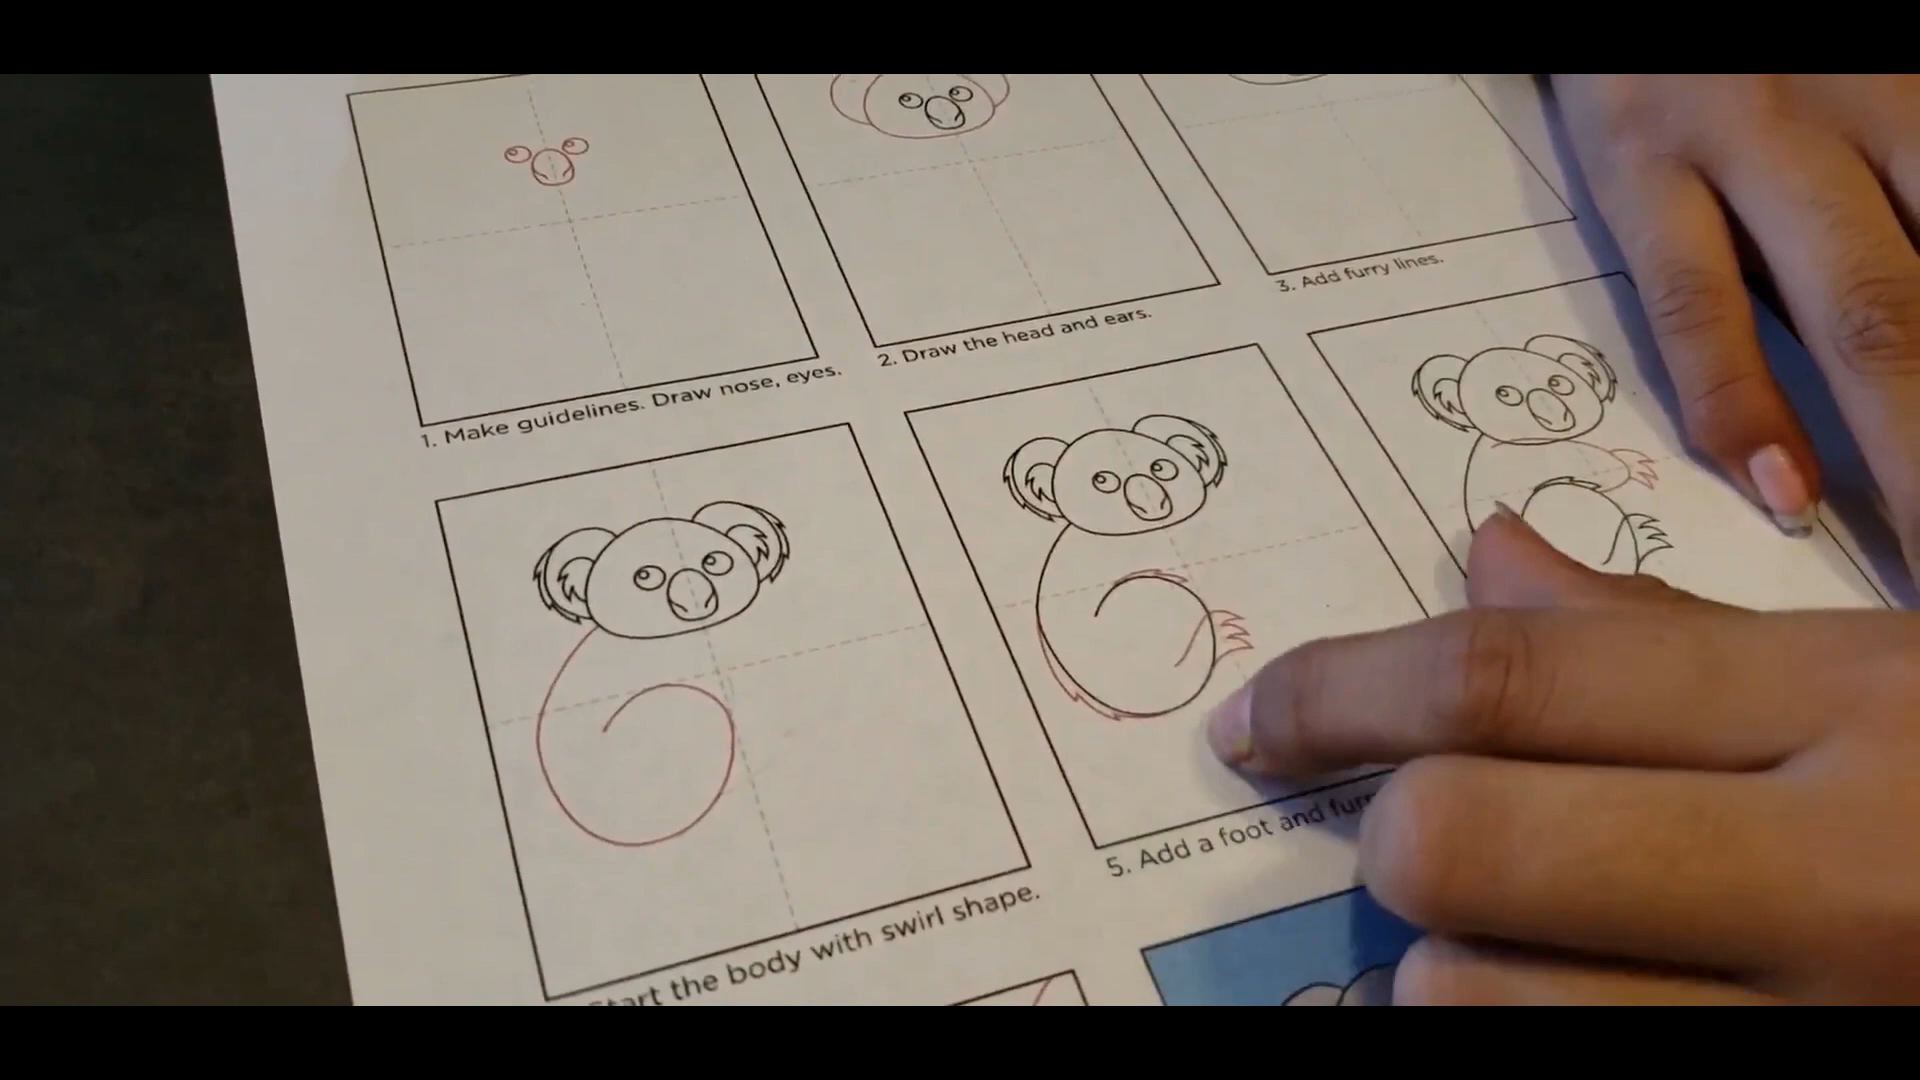 1. Make guidelines. Draw nose, eyes.
2. Draw the head and ears.
3. Add furry lines.
the body with swirl shape.
5. Add a foot and